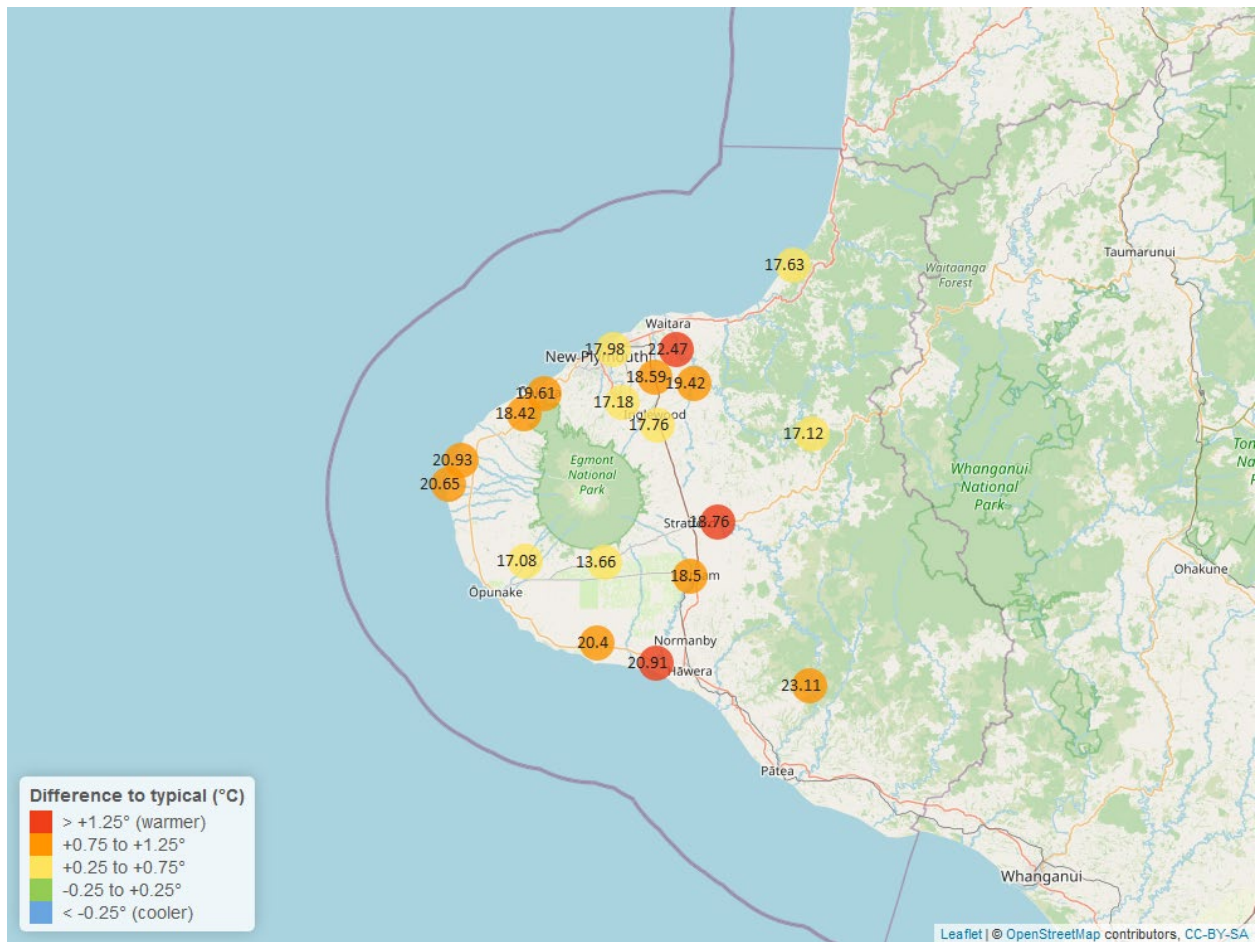 Taumarunui
Waitaanga
Forest
17.63
Waitara
New Plymouth
17.98
22.47
18.59
19.42
19.61
18.42
17.18
Inglewood
17.76
17.12
20.93
20.65
Egmont
National
Park
Whanganui
National
Park
18.76
17.08
13.66
18.5
Ōpunake
Ohakune
20.4
Normanby
20.91
Hāwera
23.11
Pātea
Whanganui
Difference to typical (°C)
> +1.25° (warmer)
+0.75 to +1.25°
+0.25 to +0.75°
-0.25 to +0.25°
< -0.25° (cooler)
Leaflet | © OpenStreetMap contributors, CC-BY-SA